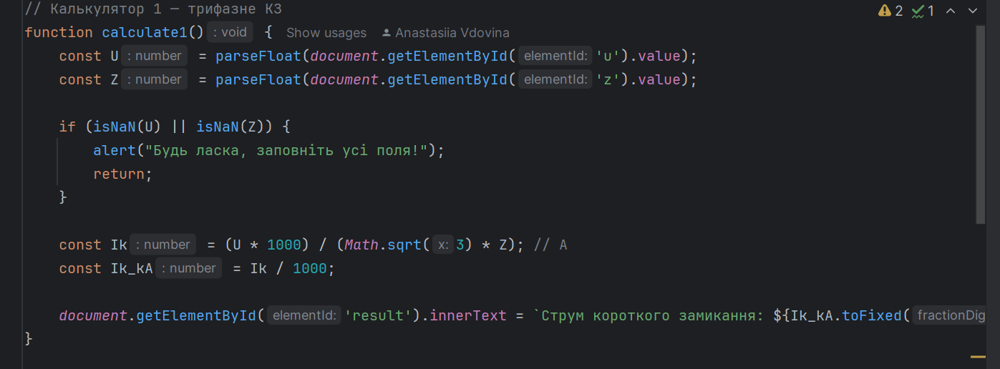 // Калькулятор 1 — трифазне КЗ
2 1
function calculate1() : void { Show usages Anastasiia Vdovina
const U : number = parseFloat(document.getElementById( elementId: 'u').value);
const Z : number = parseFloat(document.getElementById( elementId: 'z').value);
if (isNaN(U) || isNaN(Z)) {
alert("Будь ласка, заповніть усі поля!");
return;
}
const Ik : number = (U * 1000) / (Math.sqrt( x: 3) * Z); // А
const Ik_kA : number = Ik / 1000;
document.getElementById( elementId: 'result').innerText = `Струм короткого замикання: ${Ik_kA.toFixed( fractionDig
}